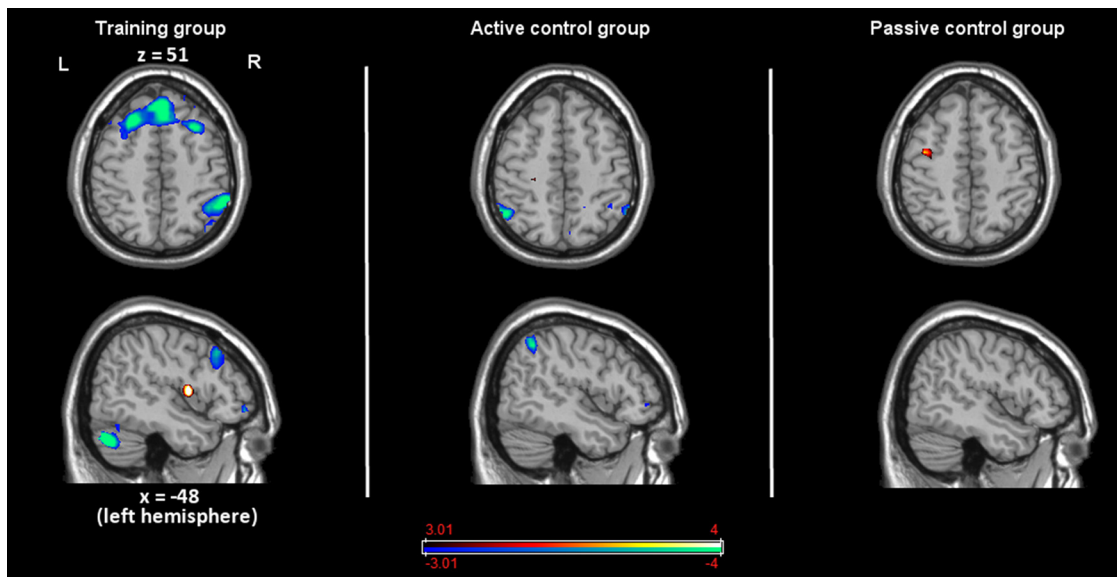 Training group
Active control group
Passive control group
L
z = 51
R
x = -48
(left hemisphere)
3.01
4
-3.01
-4